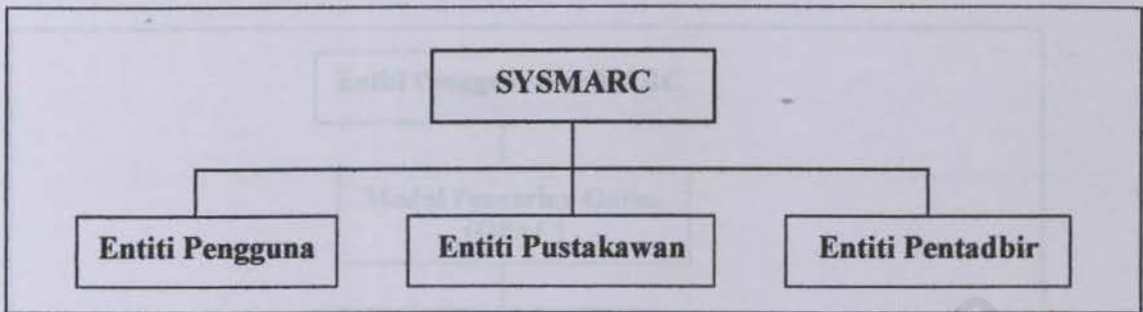 SYSMARC
Entiti Pengguna
Entiti Pustakawan
Entiti Pentadbir